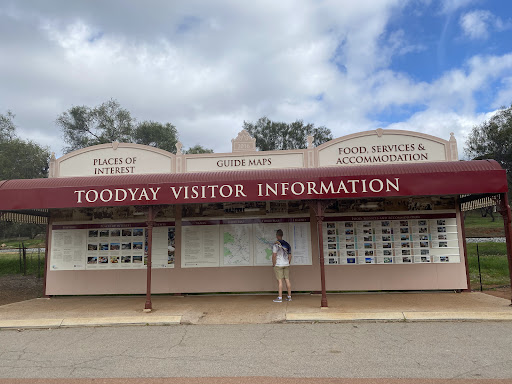 PLACES OF
INTEREST
GUIDE MAPS
FOOD, SERVICES &
ACCOMMODATION
TOODYAY VISITOR INFORMATION